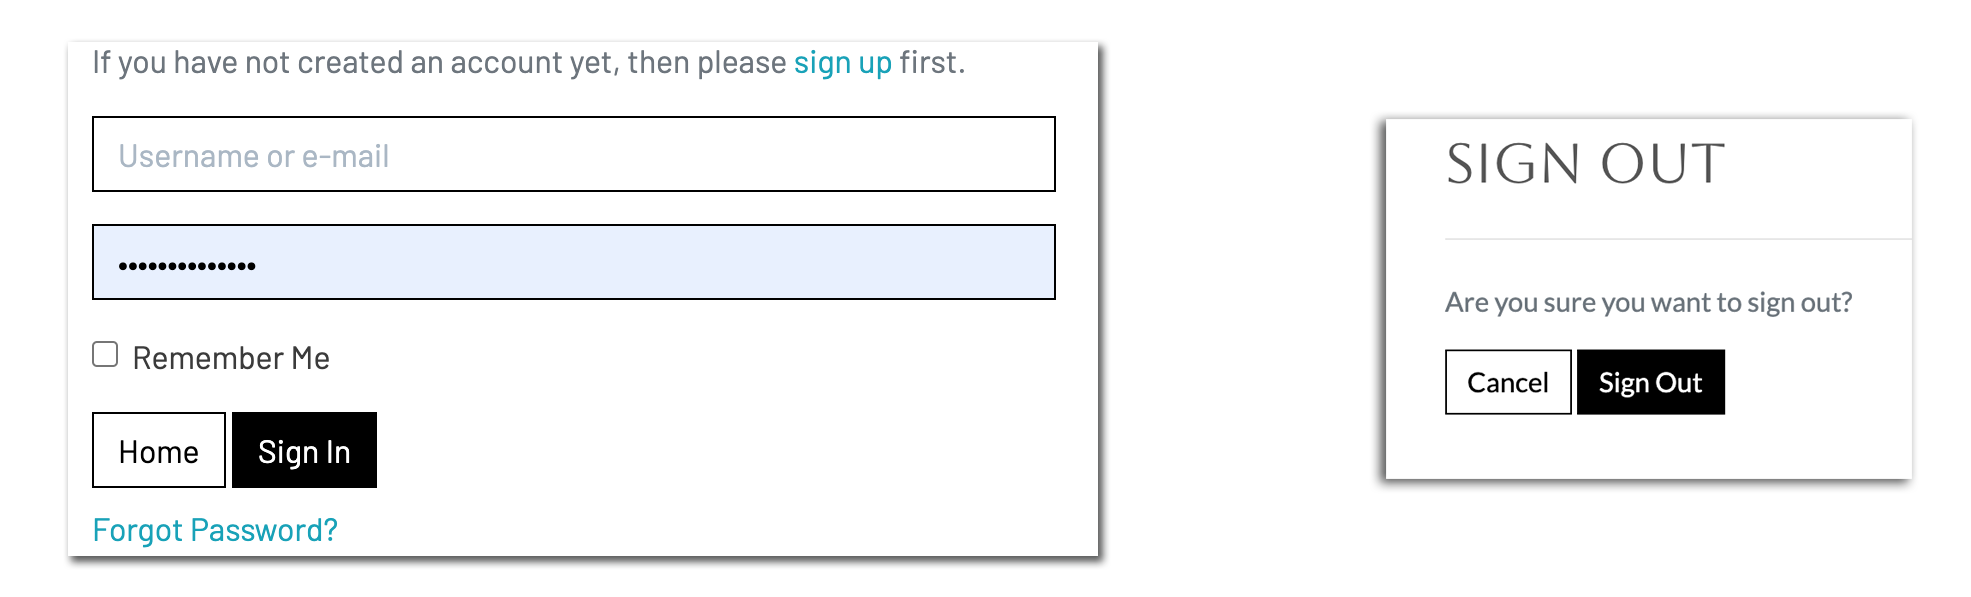 If you have not created an account yet, then please sign up first.
Username or e-mail
••••••••••••••
Remember Me
Home
Sign In
Forgot Password?
SIGN OUT
Are you sure you want to sign out?
Cancel
Sign Out